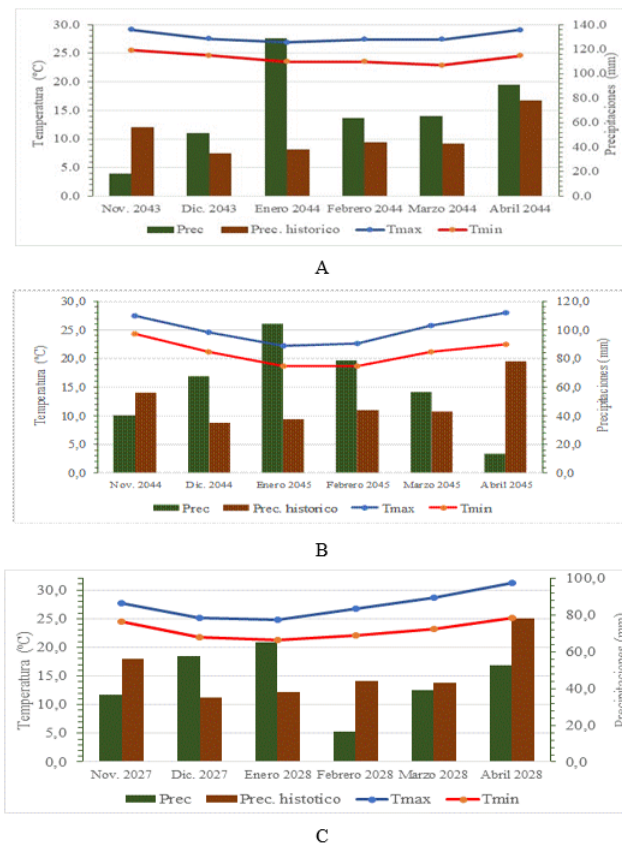 30.0 140.0
25.0 120.0
20.0 100.0
15.0 80.0
10.0 60.0
5.0 40.0
0.0 20.0
0.0
Temperatura (ºC)
Precipitaciones (mm)
Nov. 2043 Dic. 2043 Enero 2044 Febrero 2044 Marzo 2044 Abril 2044
Prec Prec. historico Tmax Tmin
A
30,0 120,0
25,0 100,0
20,0 80,0
15,0 60,0
10,0 40,0
5,0 20,0
0,0 0,0
Temperatura (ºC)
Precipitaciones (mm)
Nov. 2044 Dic. 2044 Enero 2045 Febrero 2045 Marzo 2045 Abril 2045
Prec Prec. historico Tmax Tmin
B
30,0 100,0
25,0 80,0
20,0 60,0
15,0 40,0
10,0 20,0
5,0 0,0
0,0
Temperatura (ºC)
Precipitaciones (mm)
Nov. 2027 Dic. 2027 Enero 2028 Febrero 2028 Marzo 2028 Abril 2028
Prec Prec. histotico Tmax Tmin
C